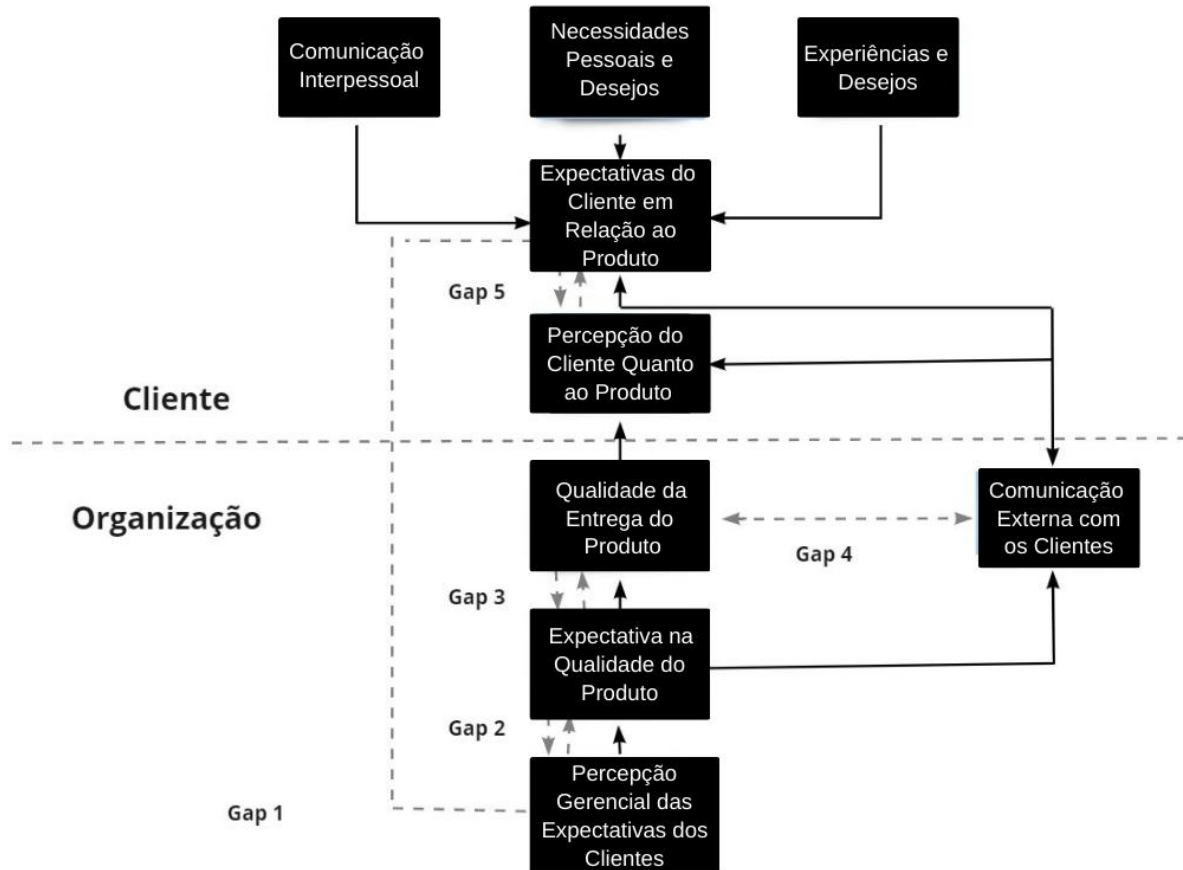 Comunicação
Interpessoal
Necessidades
Pessoais e
Desejos
Experiências e
Desejos
Expectativas do
Cliente em
Relação ao
Produto
Gap 5
Percepção do
Cliente Quanto
ao Produto
Cliente
Organização
Qualidade da
Entrega do
Produto
Gap 4
Comunicação
Externa com
os Clientes
Gap 3
Expectativa na
Qualidade do
Produto
Gap 2
Percepção
Gerencial das
Expectativas dos
Clientes
Gap 1